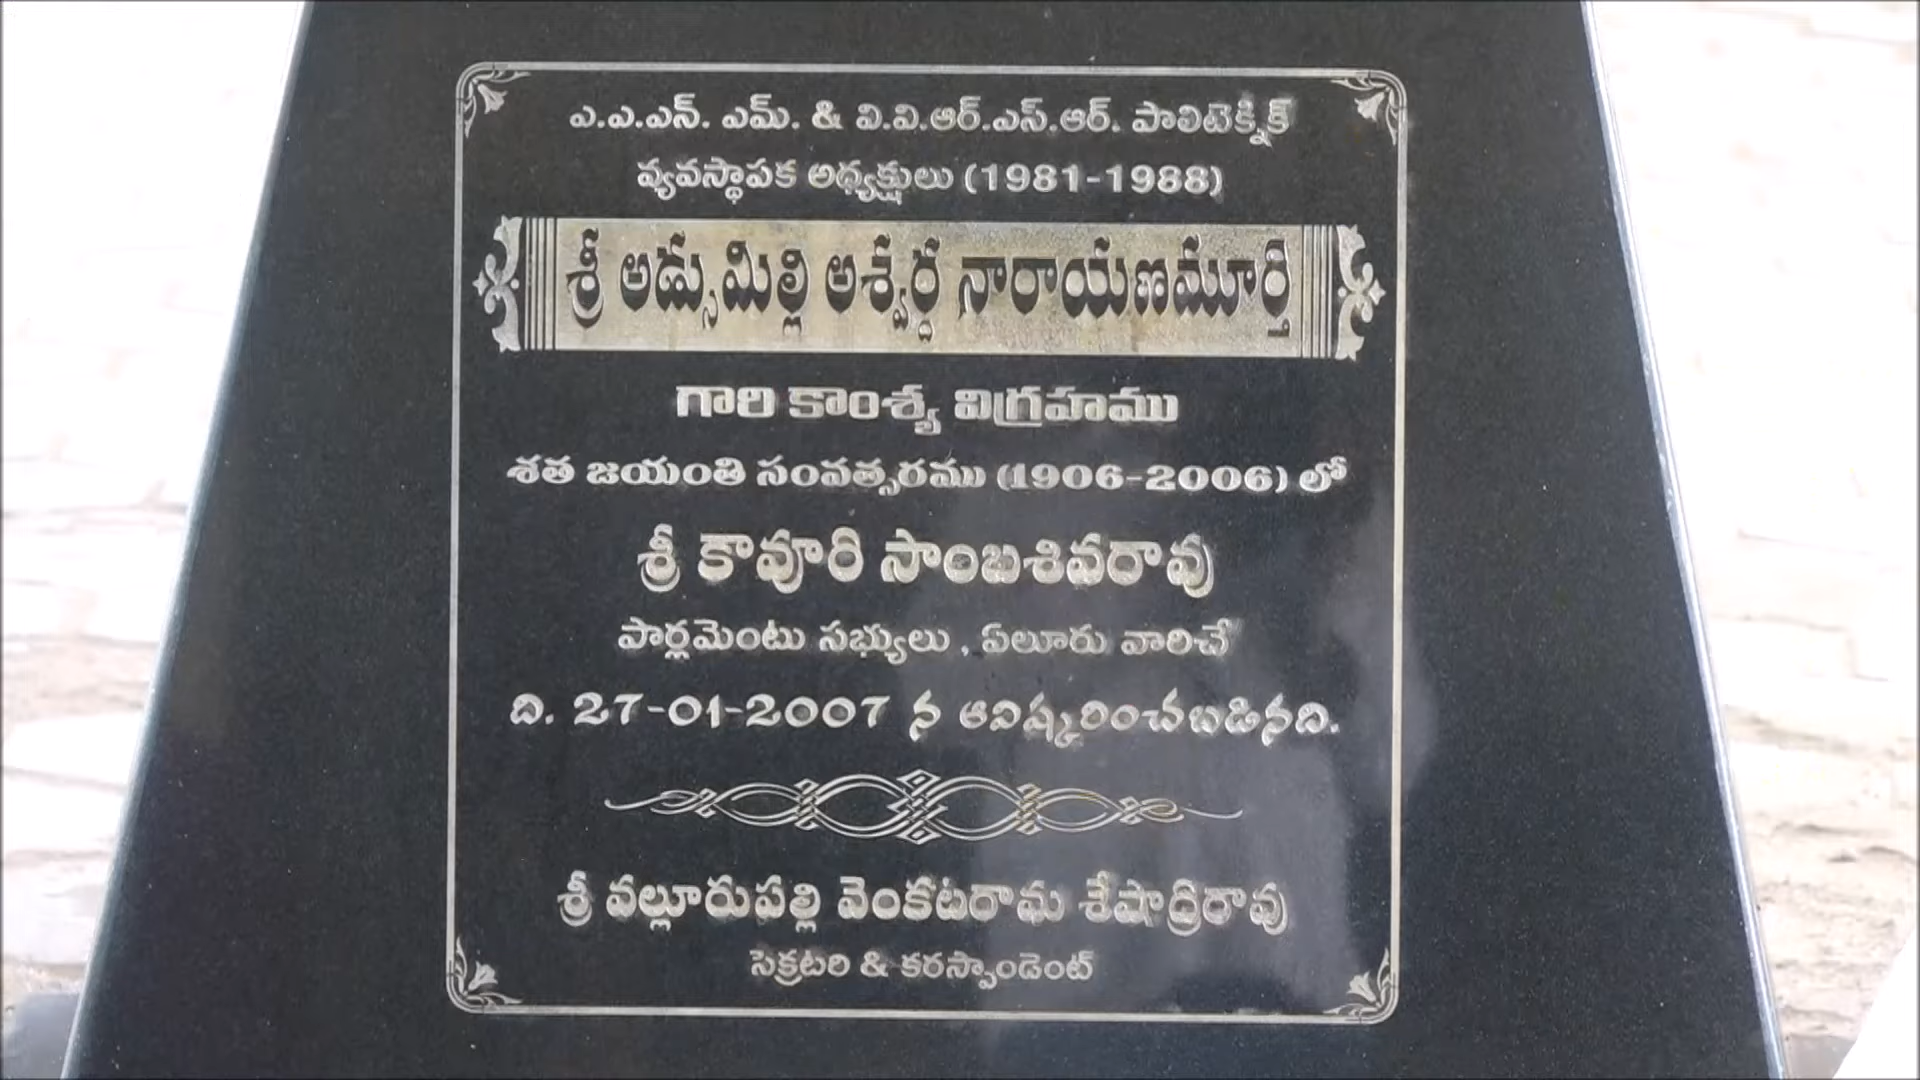 ఎ.ఎ.ఎన్. ఎమ్. & వి.వి.ఆర్.ఎస్.ఆర్. పాలిటెక్నిక్
వ్యవస్థాపక అధ్యక్షులు (1981-1988)
శ్రీ అడ్సుమిల్లి అశ్వర్ధ నారాయణమూర్తి
గారి కాంశ్య విగ్రహము
శత జయంతి సంవత్సరము (1906-2006) లో
శ్రీ కావూరి సాంబశివరావు
పార్లమెంటు సభ్యులు , ఏలూరు వారిచే
ది. 27-01-2007 న ఆవిష్కరించబడినది.
శ్రీ వల్లూరుపల్లి వెంకటరామ శేషాద్రిరావు
సెక్రటరి & కరస్పాండెంట్